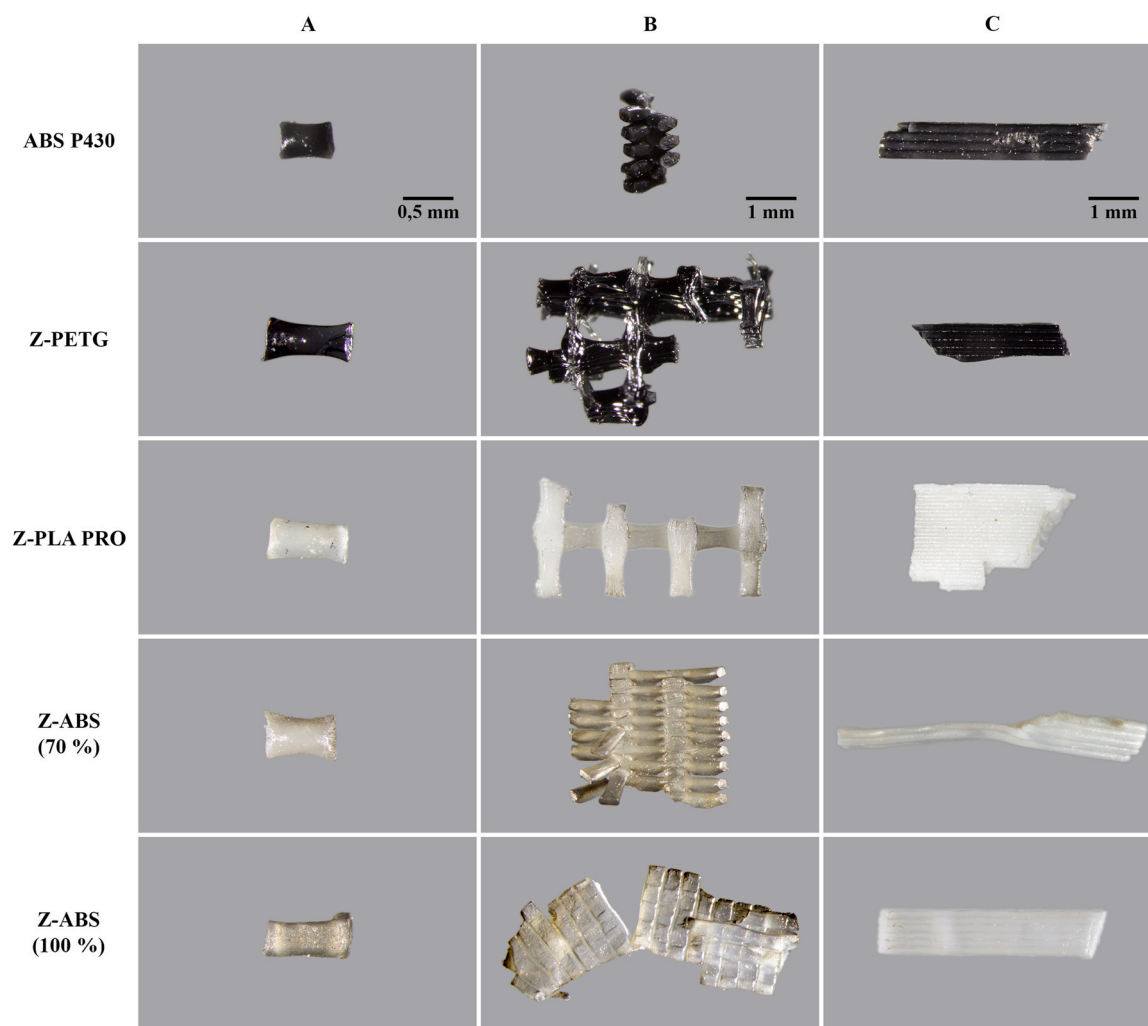 A B C
ABS P430
0,5 mm 1 mm 1 mm
Z-PETG
Z-PLA PRO
Z-ABS
(70 %)
Z-ABS
(100 %)